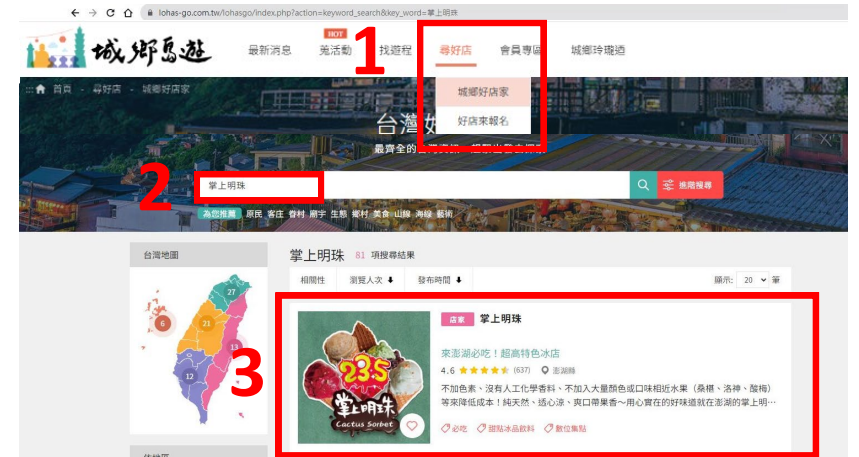 lohas-go.com.tw/lohasgo/index.php?action=keyword_search&key_word=掌上明珠
城鄉島遊
最新消息
HOT
羌活動
找遊程
尋好店
會員專區
城鄉玲瓏逍
1
首頁 - 尋好店 - 城鄉好店家
城鄉好店家
好店來報名
台灣
最齊全的
2
掌上明珠
進階搜尋
為您推薦 原民 客庄 眷村 廟宇 生態 鄉村 美食 山線 海線 藝術
台灣地圖
掌上明珠 81 項搜尋結果
相關性 瀏覽人次 發布時間
顯示: 20 筆
27
6
21
13
12
3
235
掌上明珠
Cactus Sorbet
店家 掌上明珠
來澎湖必吃！超高特色冰店
4.6 (637) 澎湖縣
不加色素、沒有人工化學香料、不加入大量顏色或口味相近水果（桑椹、洛神、酸梅）
等來降低成本！純天然、透心涼、爽口帶果香～用心實在的好味道就在澎湖的掌上明…
必吃 甜點冰品飲料 數位集點